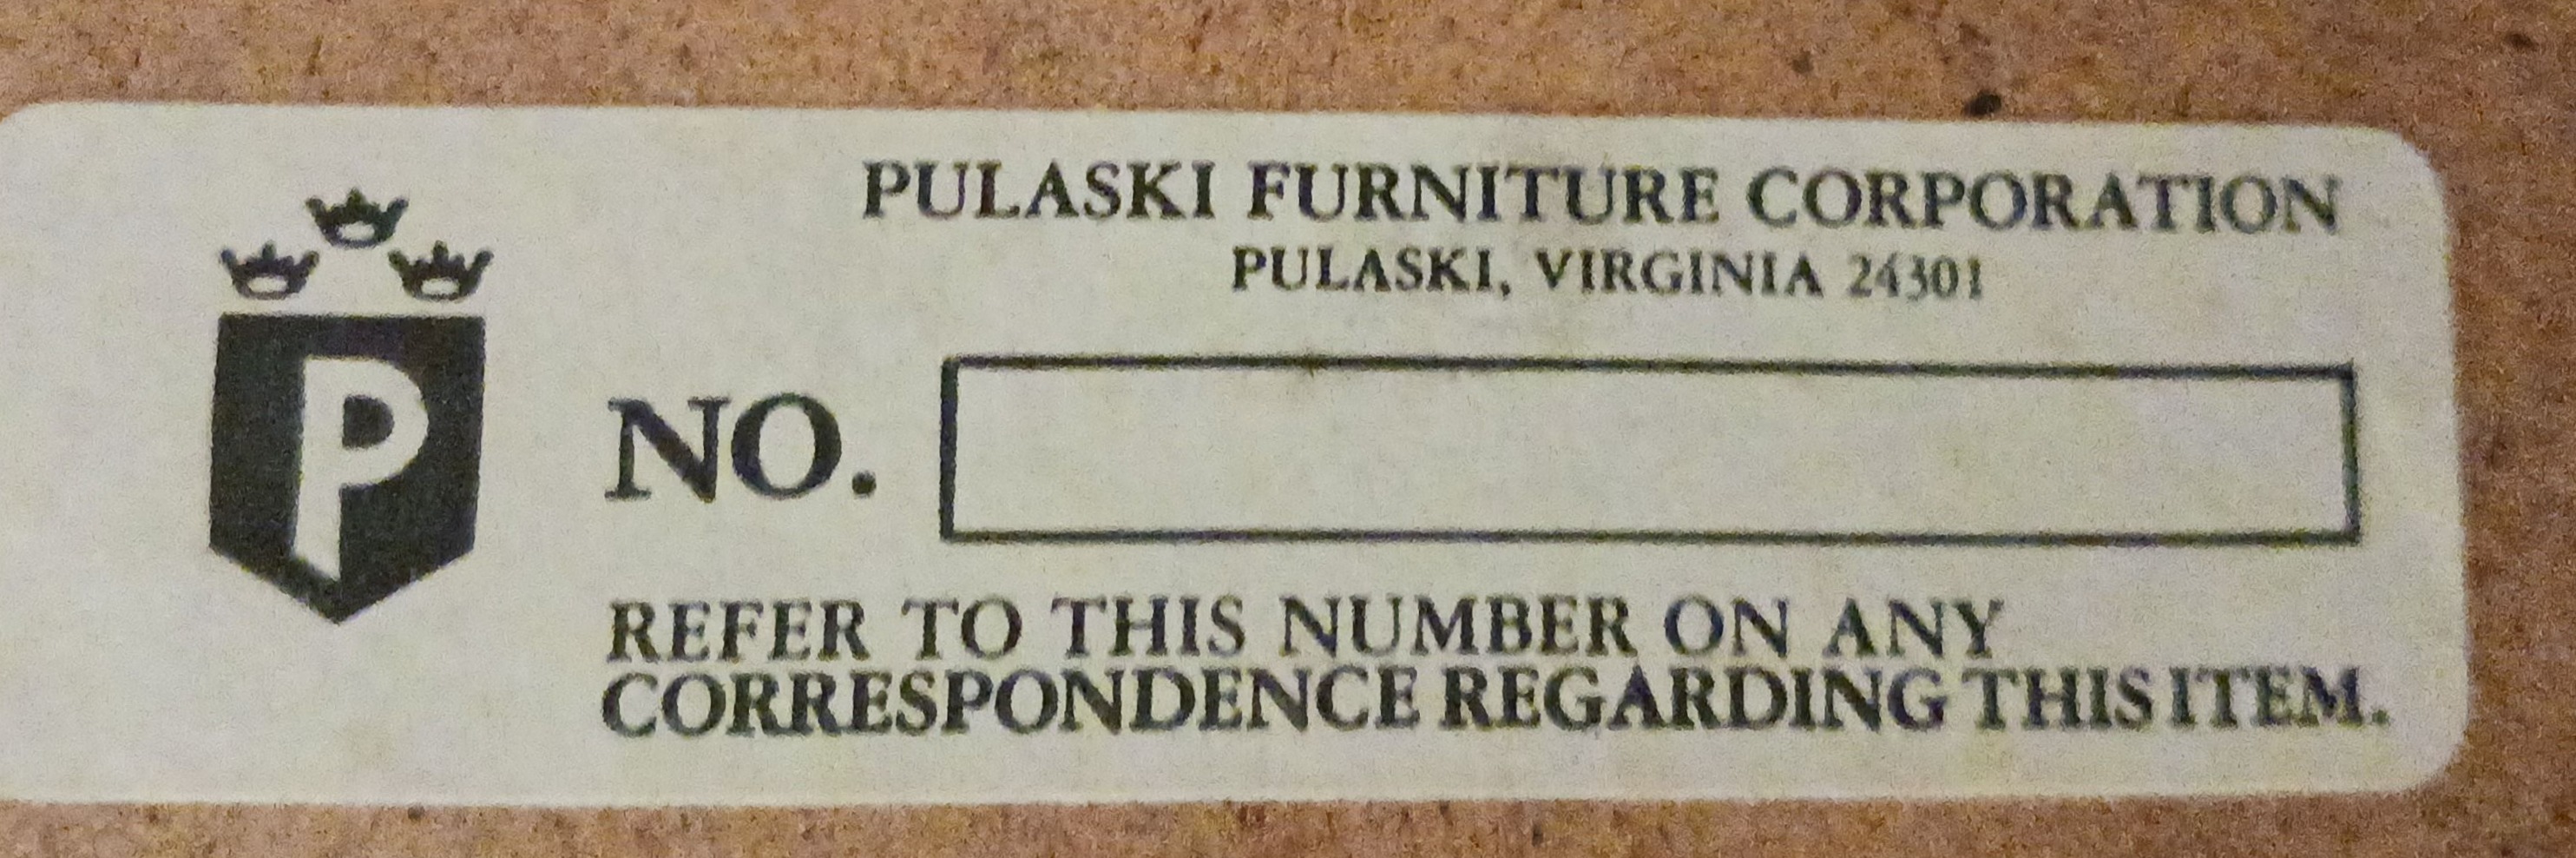 PULASKI FURNITURE CORPORATION
PULASKI, VIRGINIA 24301
P
NO.
REFER TO THIS NUMBER ON ANY
CORRESPONDENCE REGARDING THIS ITEM.